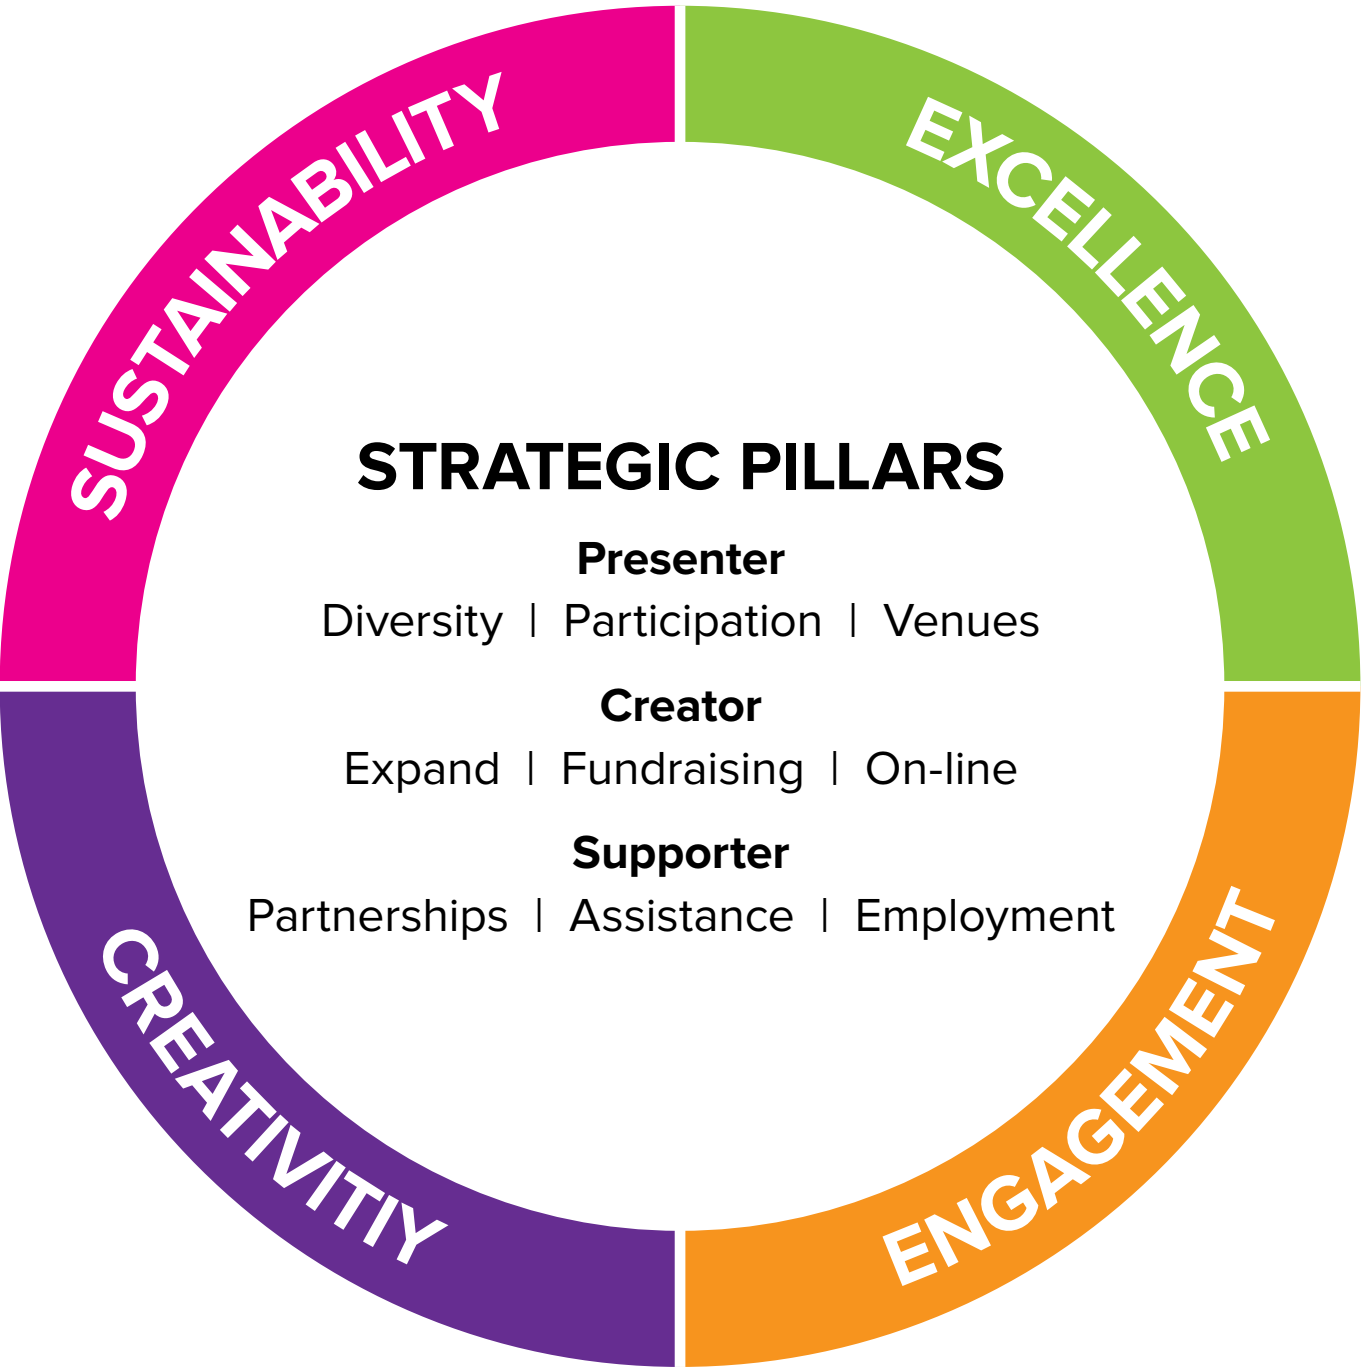 SUSTAINABILITY
EXCELLENCE
STRATEGIC PILLARS
Presenter
Diversity | Participation | Venues
Creator
Expand | Fundraising | On-line
Supporter
Partnerships | Assistance | Employment
CREATIVITIY
ENGAGEMENT